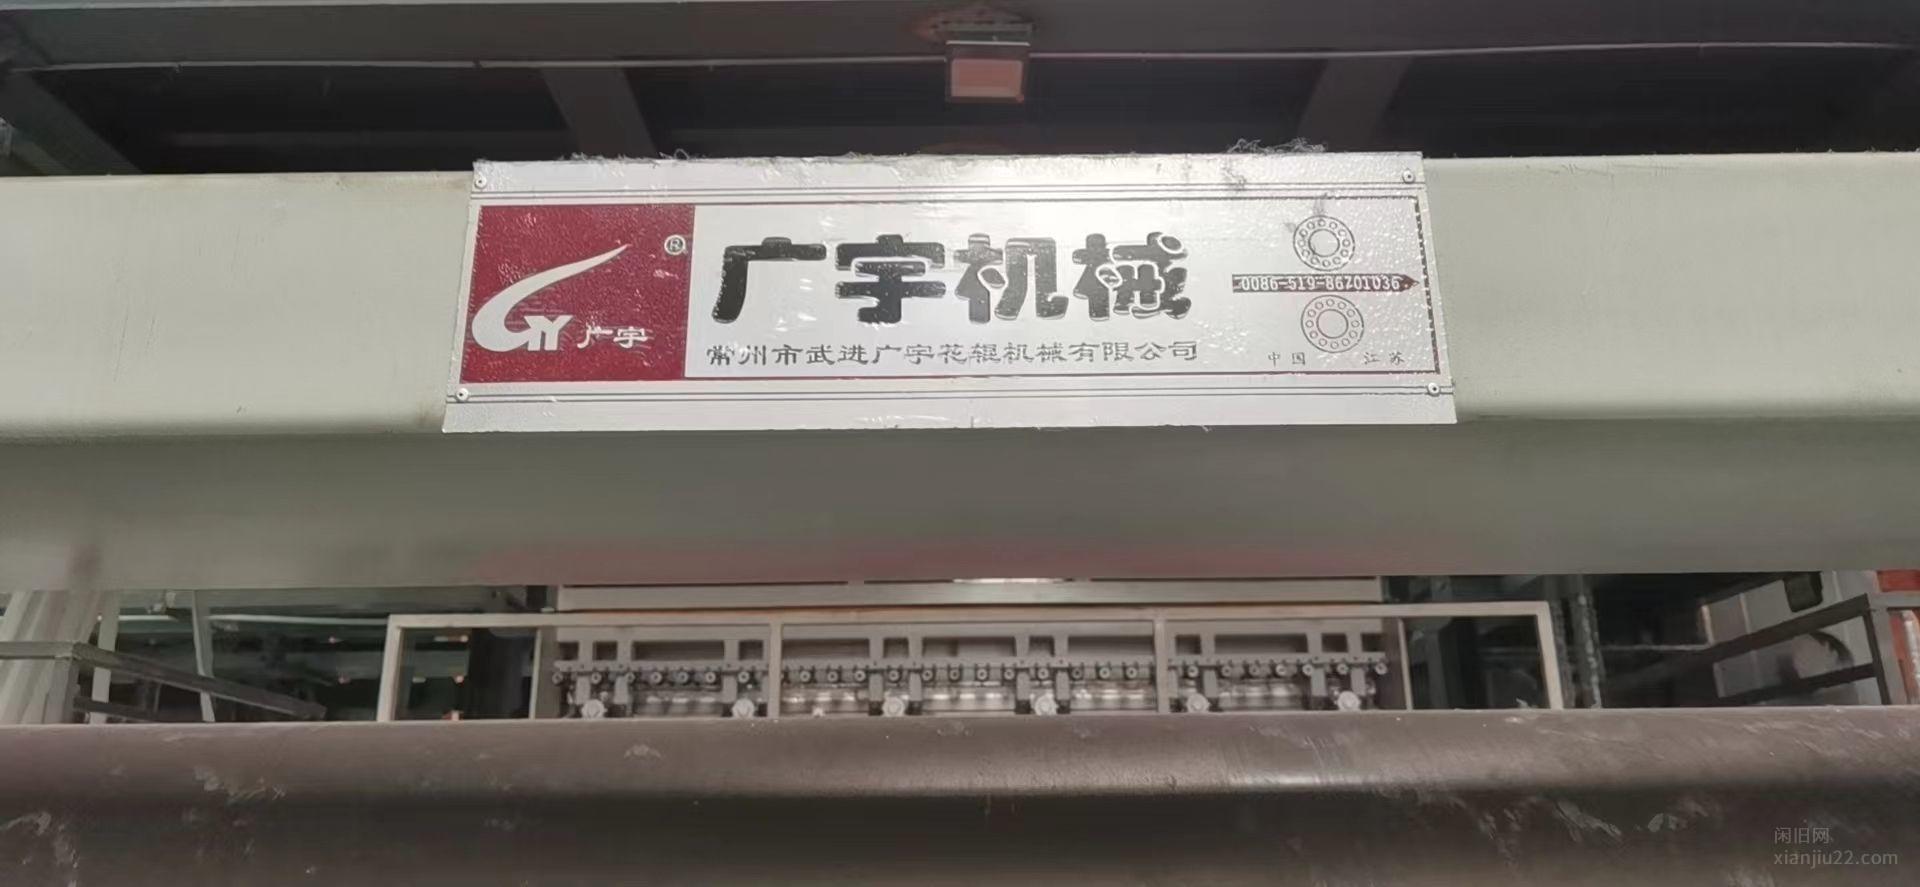 ®
GY 广宇
广宇机械
常州市武进广宇花辊机械有限公司
0086-519-86701036
中国 江苏
闲旧网
xianjiu22.com